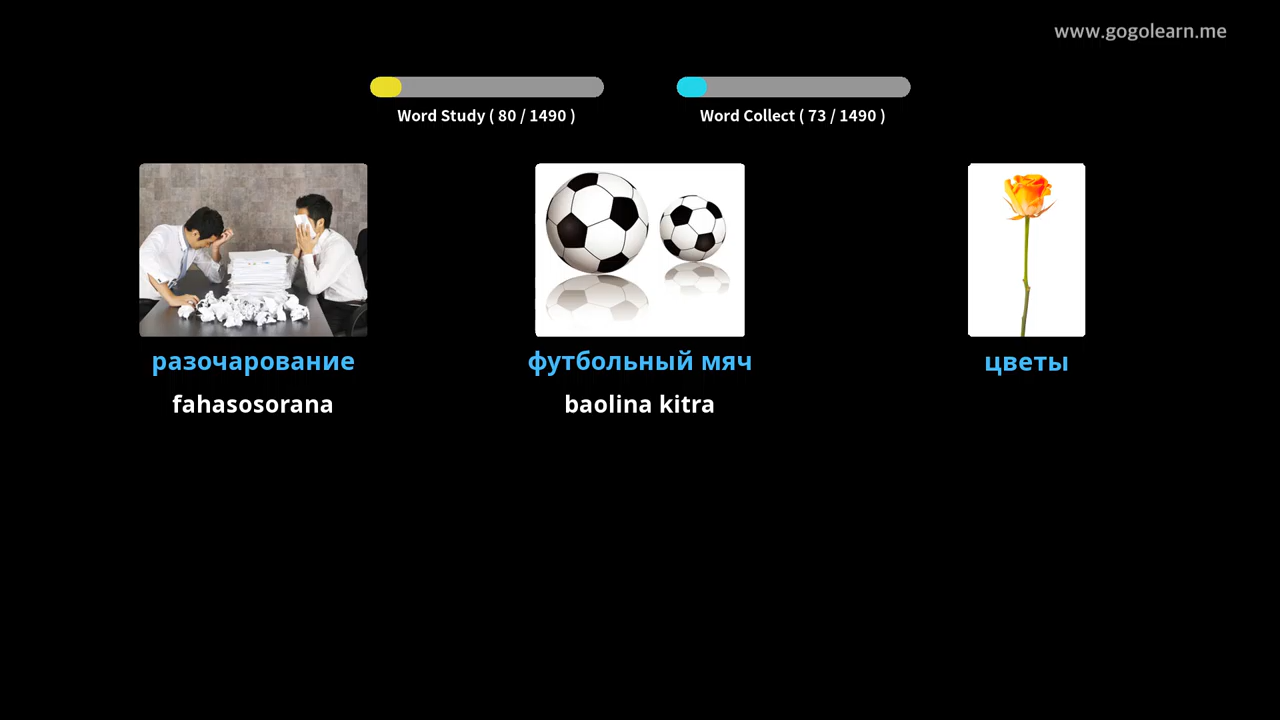 www.gogolearn.me
Word Study ( 80 / 1490 )
Word Collect ( 73 / 1490 )
разочарование
футбольный мяч
цветы
fahasosorana
baolina kitra